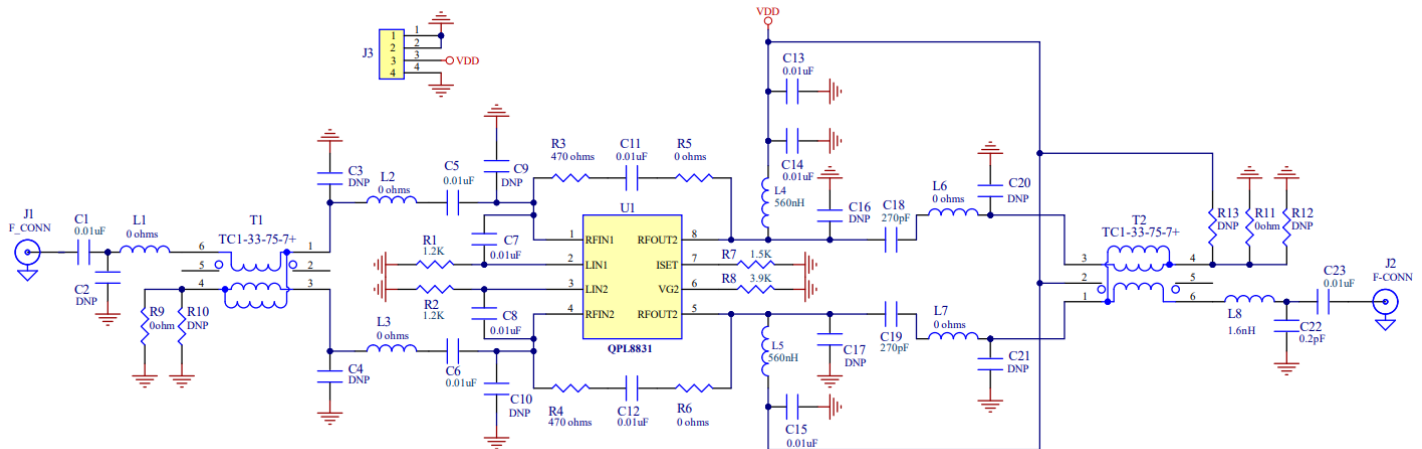 VDD
J3
1
2
3
4
1
2
3
4
VDD
C13
0.01uF
C14
0.01uF
L4
560nH
J1
F_CONN
C1
0.01uF
L1
0 ohms
C2
DNP
T1
TC1-33-75-7+
6
5
4
1
2
3
R9
0ohm
R10
DNP
C3
DNP
L2
0 ohms
C5
0.01uF
C9
DNP
R3
470 ohms
C11
0.01uF
R5
0 ohms
C7
0.01uF
R1
1.2K
R2
1.2K
C8
0.01uF
L3
0 ohms
C4
DNP
C6
0.01uF
C10
DNP
R4
470 ohms
C12
0.01uF
R6
0 ohms
U1
1
2
3
4
RFIN1
LIN1
LIN2
RFIN2
RFOUT2
ISET
VG2
RFOUT2
8
7
6
5
QPL8831
R7
1.5K
R8
3.9K
C16
DNP
C18
270pF
L6
0 ohms
C20
DNP
L5
560nH
C15
0.01uF
C17
DNP
C19
270pF
L7
0 ohms
C21
DNP
T2
TC1-33-75-7+
3
2
1
4
5
6
R13
DNP
R11
0ohm
R12
DNP
L8
1.6nH
C23
0.01uF
C22
0.2pF
J2
F-CONN